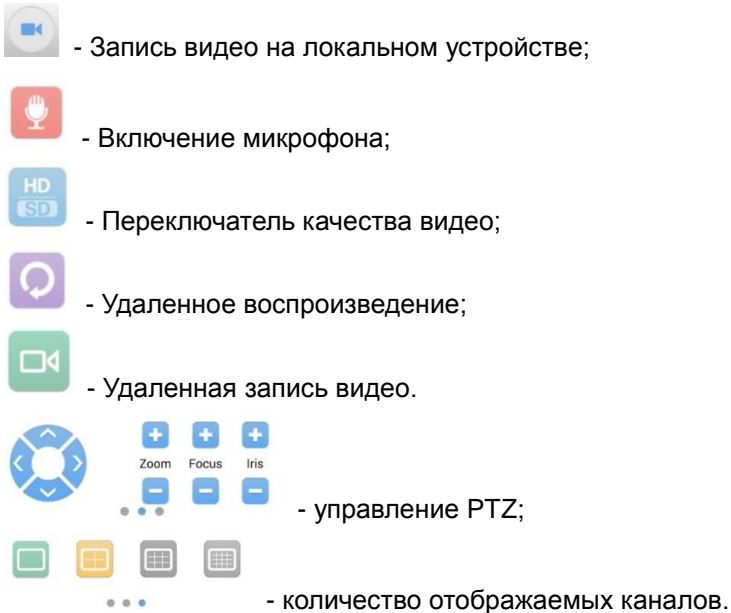 - Запись видео на локальном устройстве;
- Включение микрофона;
HD
SD
- Переключатель качества видео;
- Удаленное воспроизведение;
- Удаленная запись видео.
Zoom Focus Iris
- управление PTZ;
- количество отображаемых каналов.